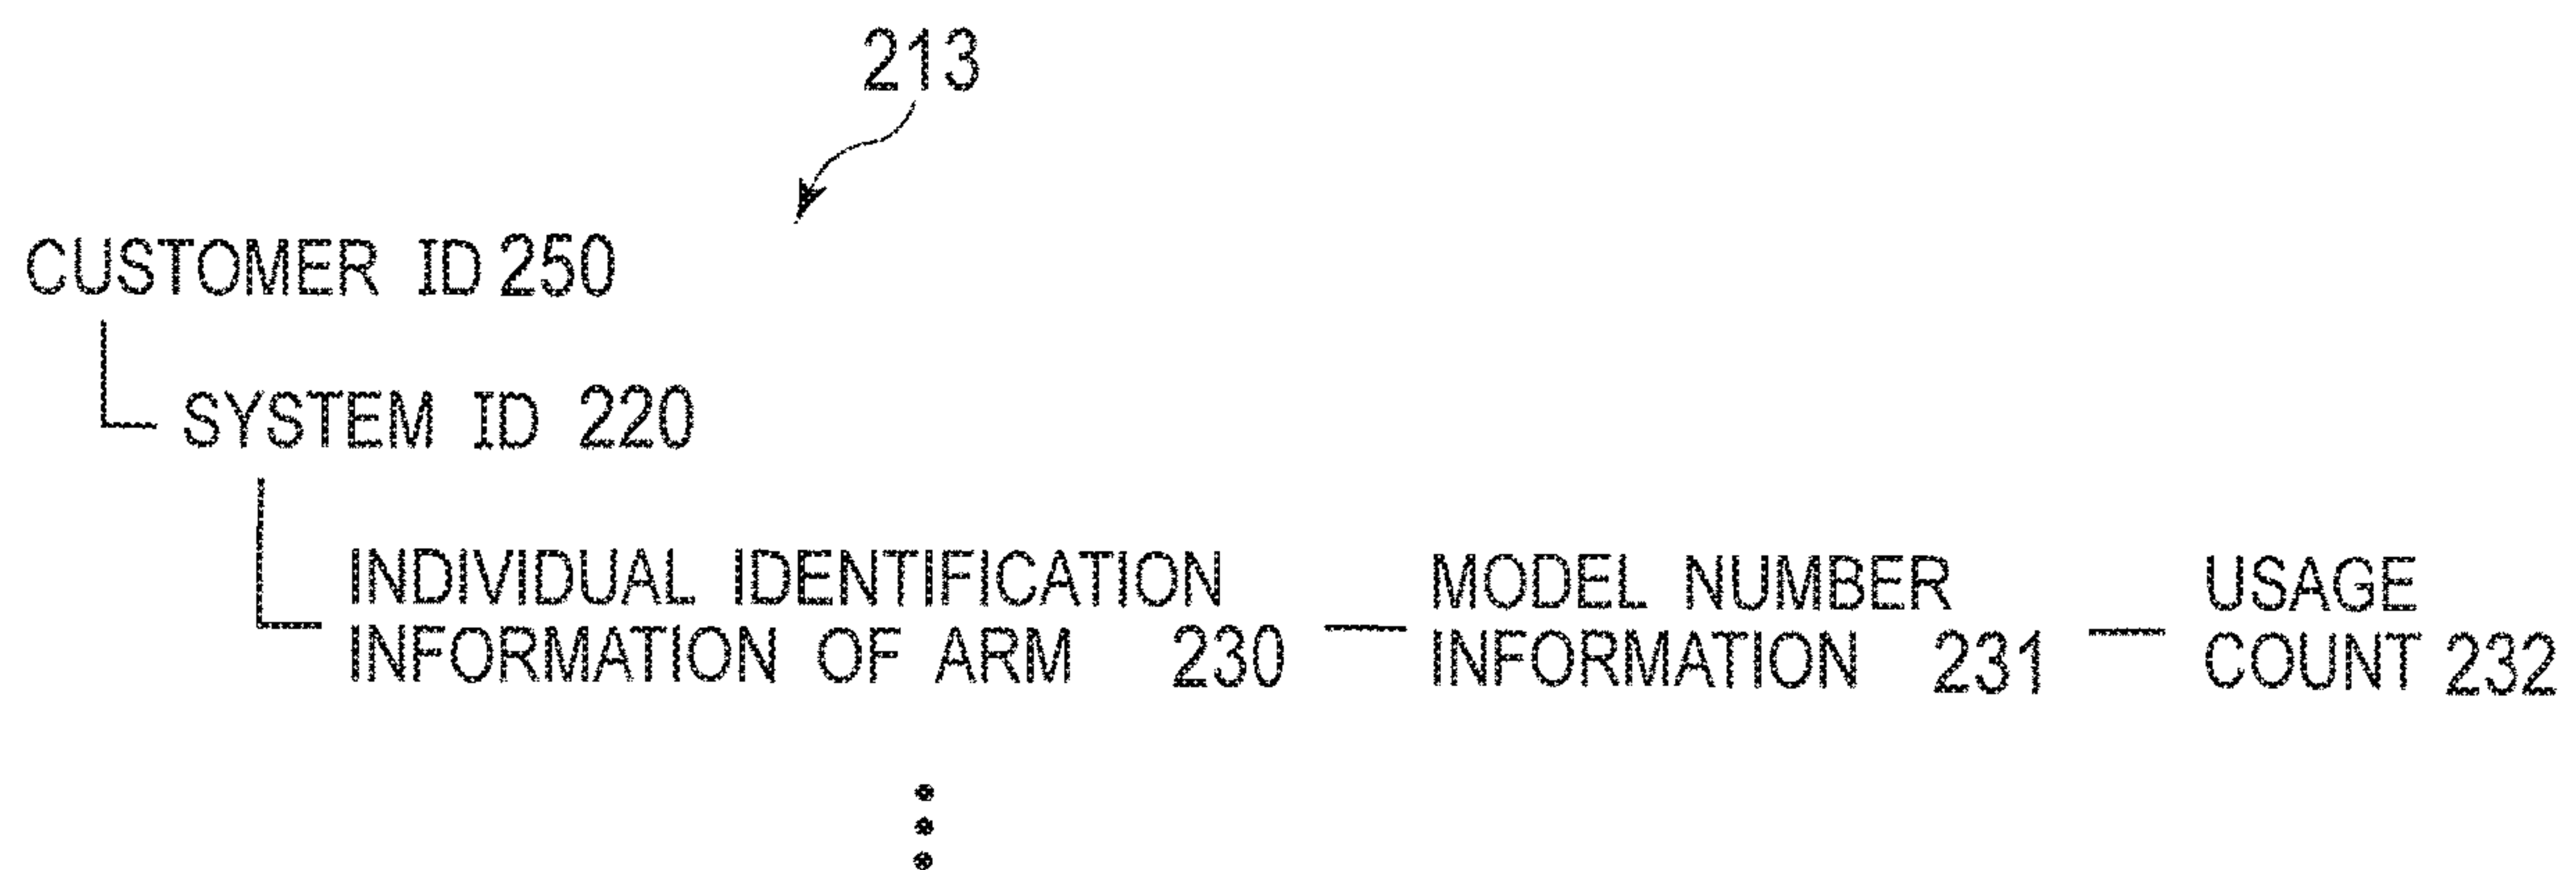 213
CUSTOMER ID 250
SYSTEM ID 220
INDIVIDUAL IDENTIFICATION
INFORMATION OF ARM 230
MODEL NUMBER
INFORMATION 231
USAGE
COUNT 232